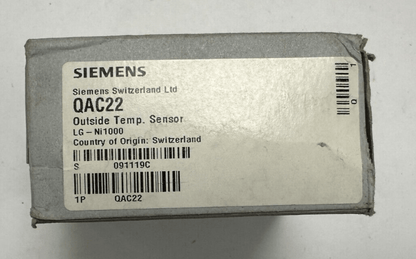 SIEMENS
Siemens Switzerland Ltd
QAC22
Outside Temp. Sensor
LG-Ni1000
Country of Origin: Switzerland
S 091119C
1P QAC22
Q 1